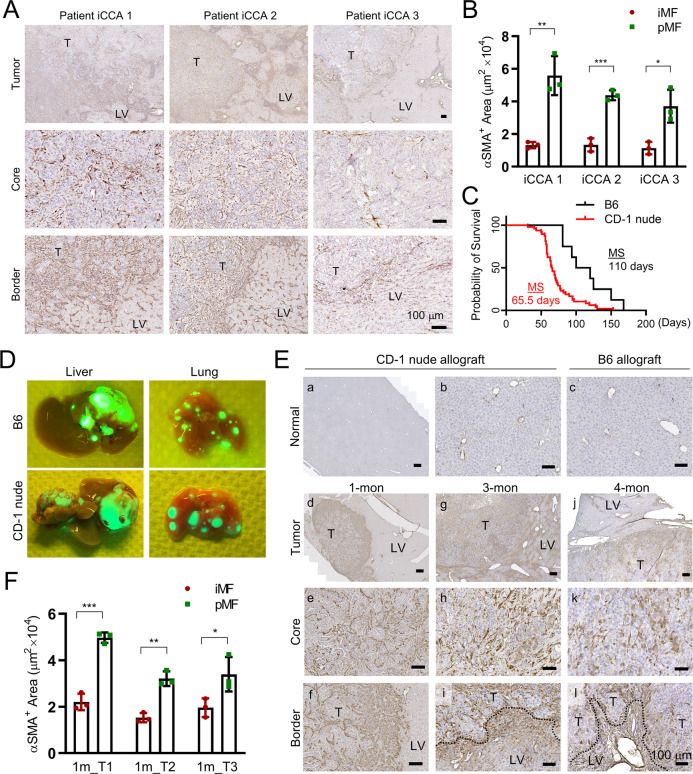 A
Patient iCCA 1 Patient iCCA 2 Patient iCCA 3
Tumor
T LV
T LV
T LV
Core
Border
T LV
T LV
T LV
100 μm
B
iMF
pMF
αSMA⁺ Area (μm² ×10⁴)
8
6
4
2
0
** *** *
iCCA 1 iCCA 2 iCCA 3
C
B6
CD-1 nude
Probability of Survival
100
50
0
MS
110 days
MS
65.5 days
0 50 100 150 200 (Days)
D
Liver Lung
B6
CD-1 nude
E
CD-1 nude allograft B6 allograft
Normal
a b c
1-mon 3-mon 4-mon
Tumor
d T LV
g T LV
j LV T
Core
e h k
Border
f T LV
i T LV
l T T LV
100 μm
F
iMF
pMF
αSMA⁺ Area (μm² ×10⁴)
6
4
2
0
*** ** *
1m_T1 1m_T2 1m_T3